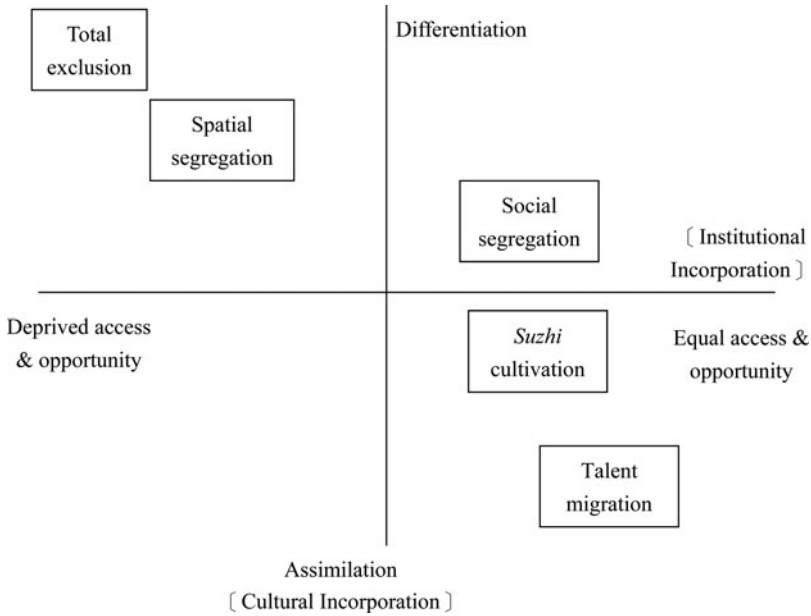 Total
exclusion
Differentiation
Spatial
segregation
Social
segregation
〔 Institutional
Incorporation 〕
Deprived access
& opportunity
Suzhi
cultivation
Equal access &
opportunity
Talent
migration
Assimilation
〔 Cultural Incorporation 〕